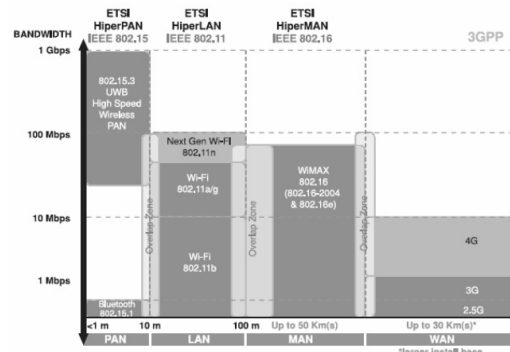 BANDWIDTH
ETSI
HiperPAN
IEEE 802.15
ETSI
HiperLAN
IEEE 802.11
ETSI
HiperMAN
IEEE 802.16
3GPP
1 Gbps
100 Mbps
10 Mbps
1 Mbps
802.15.3
UWB
High Speed
Wireless
PAN
Bluetooth
802.15.1
Overlap Zone
Next Gen Wi-Fi
802.11n
Wi-Fi
802.11a/g
Wi-Fi
802.11b
Overlap Zone
WiMAX
802.16
(802.16-2004
& 802.16e)
Overlap Zone
4G
3G
2.5G
<1 m
10 m
100 m
Up to 50 Km(s)
Up to 30 Km(s)*
PAN
LAN
MAN
WAN
*larger install base